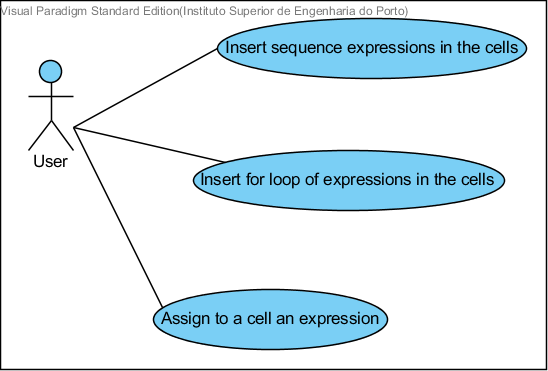 Visual Paradigm Standard Edition(Instituto Superior de Engenharia do Porto)
Insert sequence expressions in the cells
User
Insert for loop of expressions in the cells
Assign to a cell an expression